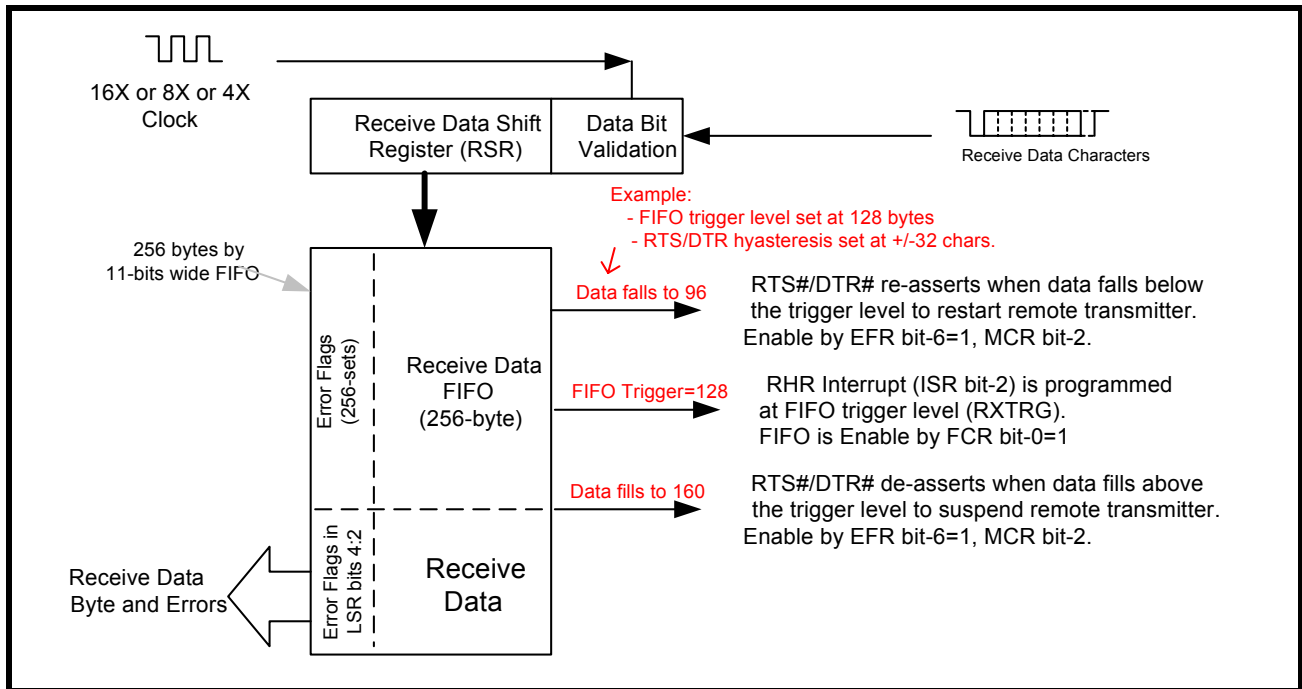 16X or 8X or 4X
Clock
Receive Data Shift
Register (RSR)
Data Bit
Validation
Receive Data Characters
Example:
- FIFO trigger level set at 128 bytes
- RTS/DTR hyasteresis set at +/-32 chars.
256 bytes by
11-bits wide FIFO
Error Flags
(256-sets)
Receive Data
FIFO
(256-byte)
Data falls to 96
RTS#/DTR# re-asserts when data falls below
the trigger level to restart remote transmitter.
Enable by EFR bit-6=1, MCR bit-2.
FIFO Trigger=128
RHR Interrupt (ISR bit-2) is programmed
at FIFO trigger level (RXTRG).
FIFO is Enable by FCR bit-0=1
Data fills to 160
RTS#/DTR# de-asserts when data fills above
the trigger level to suspend remote transmitter.
Enable by EFR bit-6=1, MCR bit-2.
Error Flags in
LSR bits 4:2
Receive
Data
Receive Data
Byte and Errors